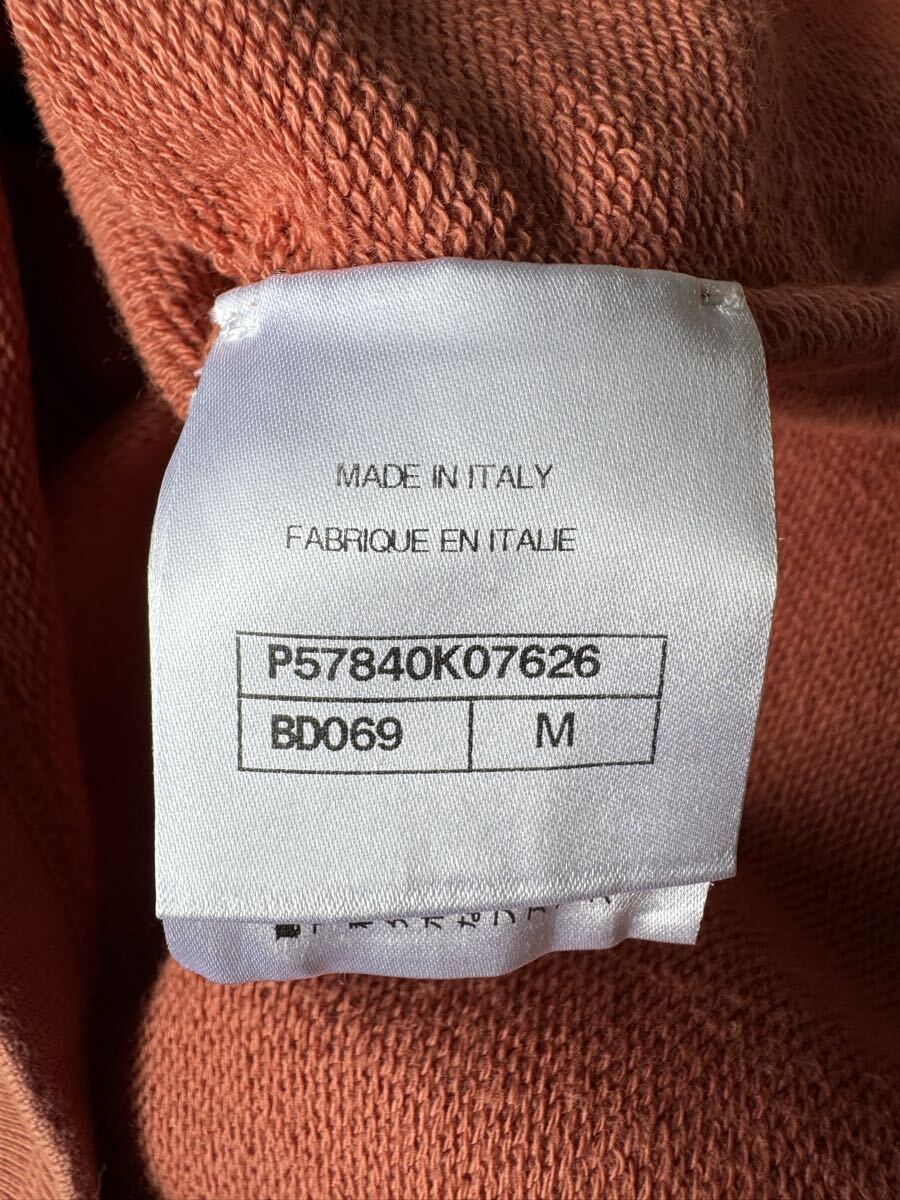 MADE IN ITALY
FABRIQUE EN ITALIE
P57840K07626
BD069 M